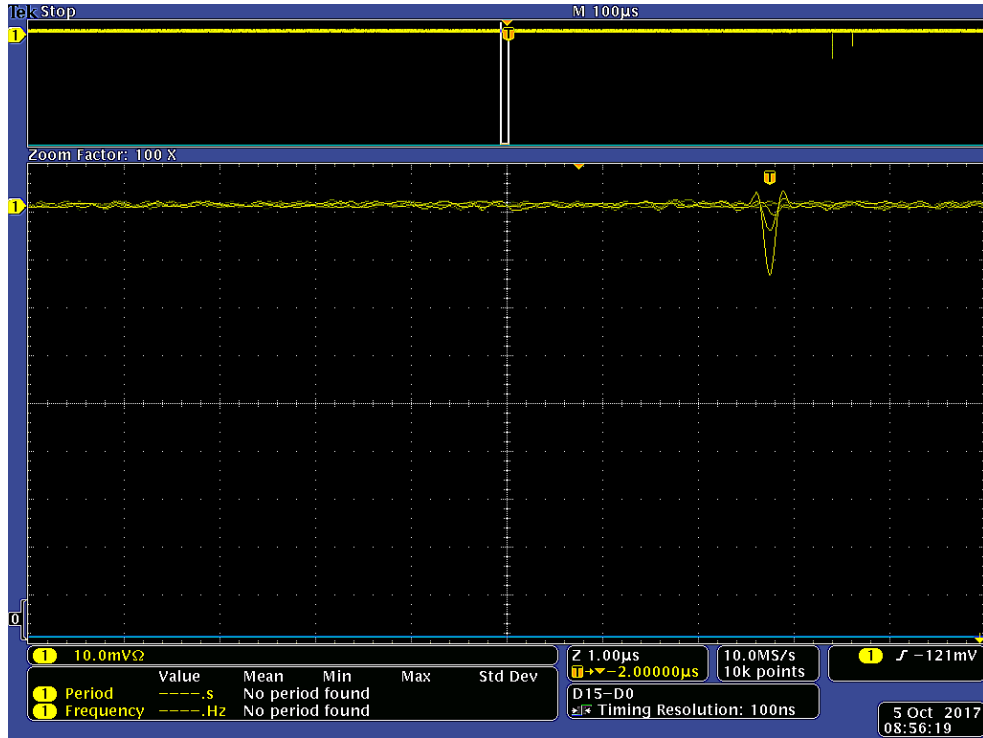 Tek Stop M 100µs
1
T
Zoom Factor: 100 X
T
1
0
1 10.0mVΩ
Value Mean Min Max Std Dev
1 Period ----.s No period found
1 Frequency ----.Hz No period found
Z 1.00µs
T→▼-2.00000µs
10.0MS/s
10k points
1 ƒ -121mV
D15-D0
Timing Resolution: 100ns
5 Oct 2017
08:56:19